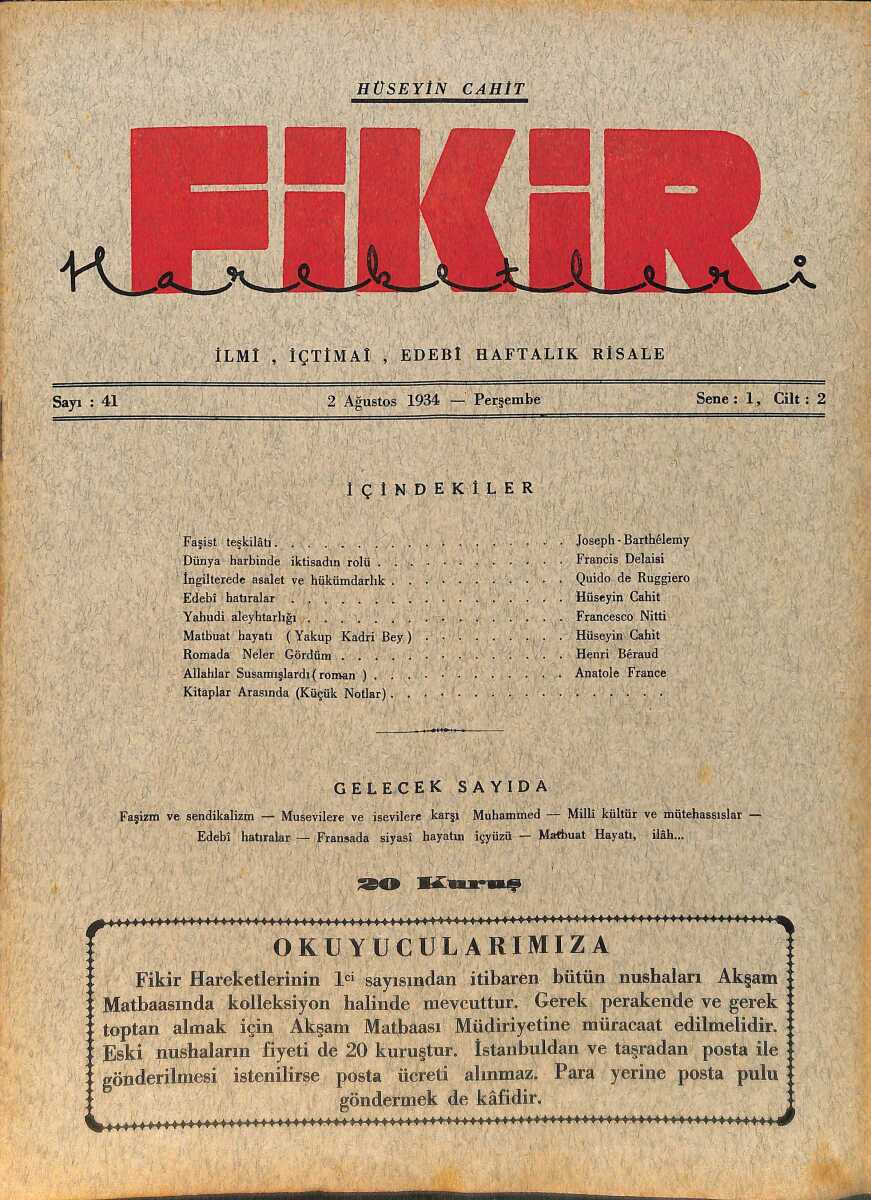 HÜSEYİN CAHİT
FİKİR
Hareketleri
İLMÎ , İÇTİMAÎ , EDEBÎ HAFTALIK RİSALE
Sayı : 41 2 Ağustos 1934 — Perşembe Sene : 1, Cilt : 2
İÇİNDEKİLER
Faşist teşkilâtı. . . . . . . . . . . . . . . . . Joseph - Barthélemy
Dünya harbinde iktisadın rolü . . . . . . . . . . . . Francis Delaisi
İngilterede asalet ve hükümdarlık . . . . . . . . . . . Quido de Ruggiero
Edebî hatıralar . . . . . . . . . . . . . . . . . Hüseyin Cahit
Yahudi aleyhtarlığı . . . . . . . . . . . . . . . . Francesco Nitti
Matbuat hayatı ( Yakup Kadri Bey ) . . . . . . . . . Hüseyin Cahit
Romada Neler Gördüm . . . . . . . . . . . . . . Henri Béraud
Allahlar Susamışlardı ( roman ) . . . . . . . . . . . . Anatole France
Kitaplar Arasında (Küçük Notlar) . . . . . . . . . . . . . . . . .
GELECEK SAYIDA
Faşizm ve sendikalizm — Musevilere ve isevilere karşı Muhammed — Milli kültür ve mütehassıslar —
Edebî hatıralar — Fransada siyasî hayatın içyüzü — Matbuat Hayatı, ilâh...
20 Kuruş
OKUYUCULARIMIZA
Fikir Hareketlerinin 1ci sayısından itibaren bütün nushaları Akşam
Matbaasında kolleksiyon halinde mevcuttur. Gerek perakende ve gerek
toptan almak için Akşam Matbaası Müdiriyetine müracaat edilmelidir.
Eski nushaların fiyeti de 20 kuruştur. İstanbuldan ve taşradan posta ile
gönderilmesi istenilirse posta ücreti alınmaz. Para yerine posta pulu
göndermek de kâfidir.